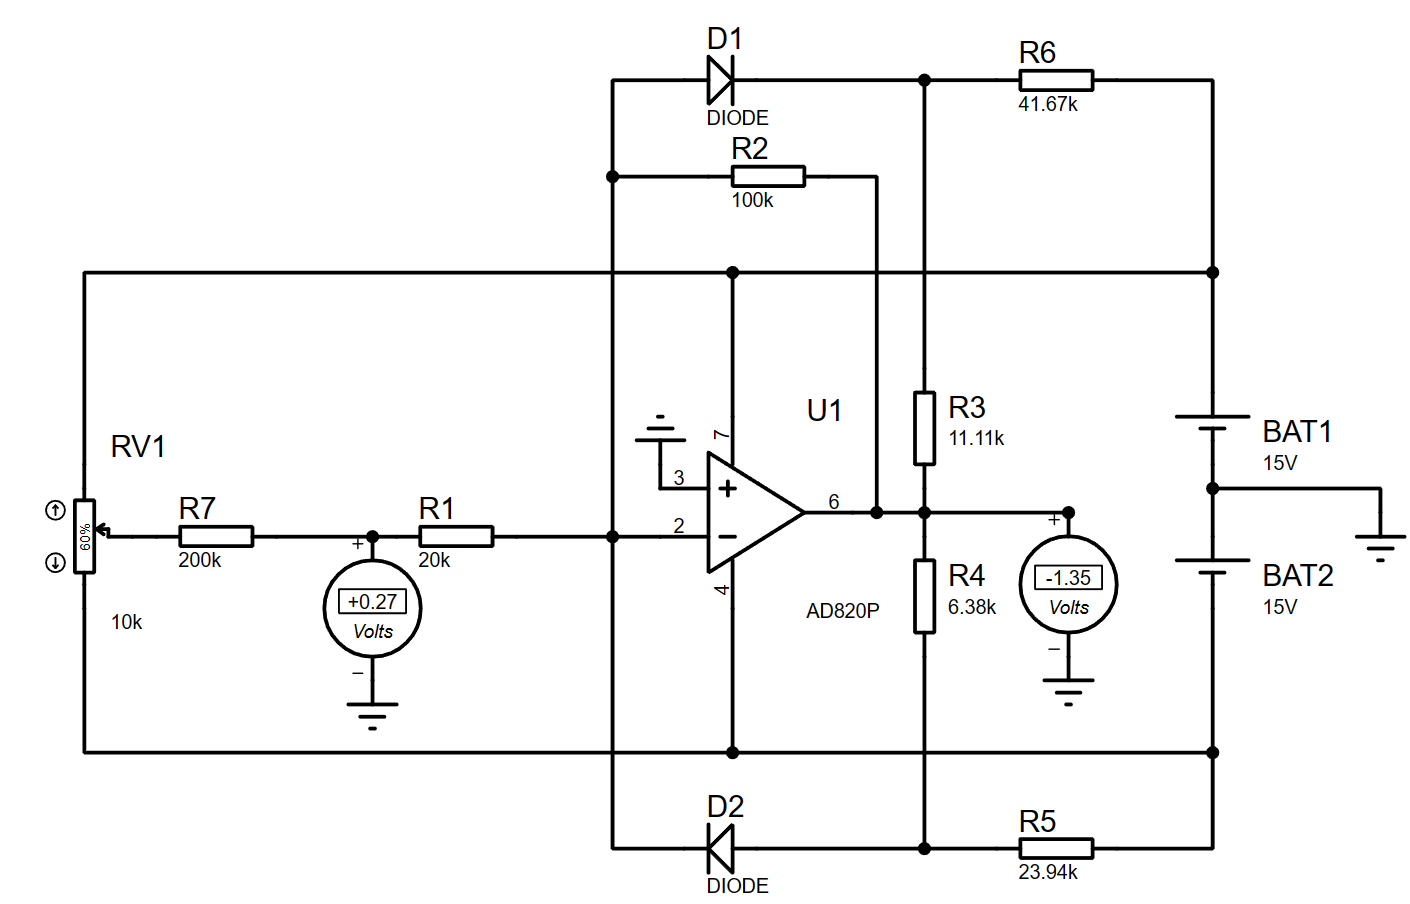 D1
DIODE
R6
41.67k
R2
100k
RV1
60%
10k
R7
200k
R1
20k
+
+0.27
Volts
−
U1
7
3
+
2
−
6
4
AD820P
R3
11.11k
R4
6.38k
+
-1.35
Volts
−
BAT1
15V
BAT2
15V
D2
DIODE
R5
23.94k